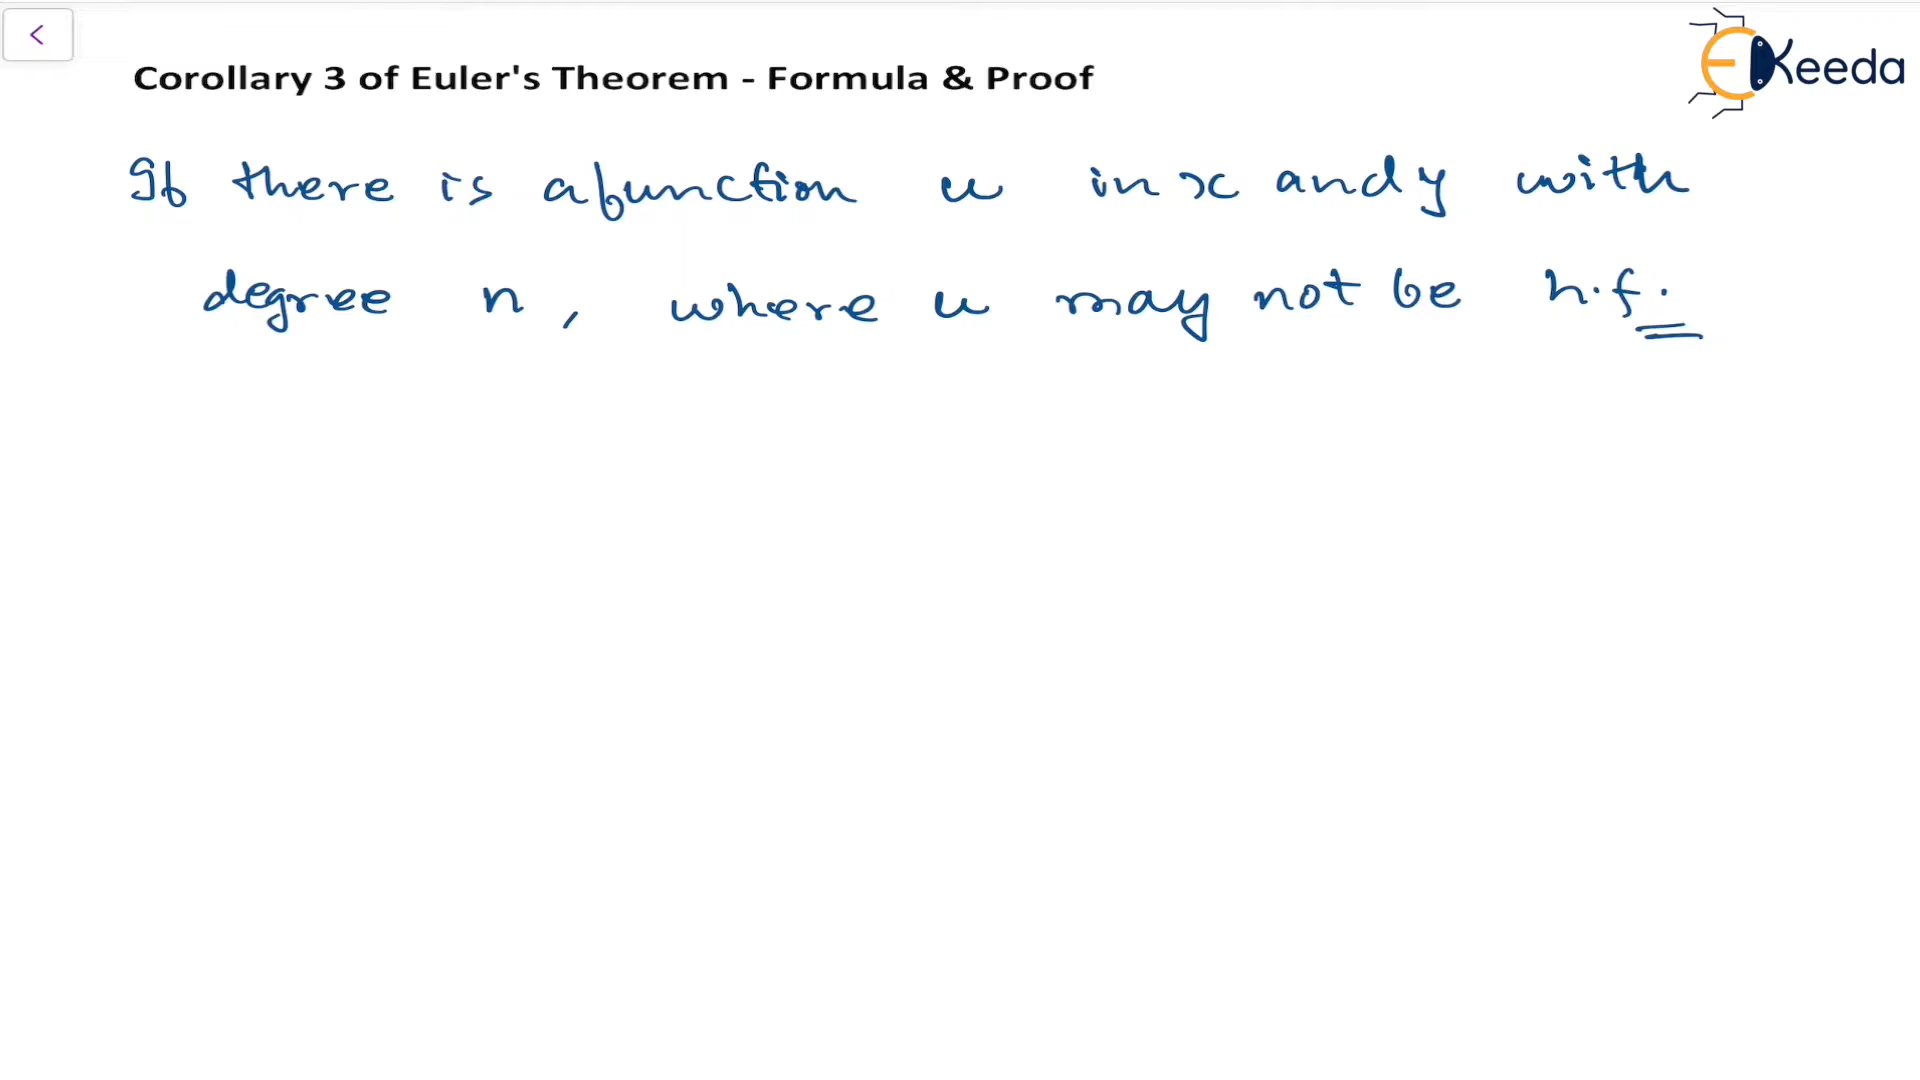 Keeda
Corollary 3 of Euler's Theorem - Formula & Proof
If there is a function u in x and y with
degree n, where u may not be h.f.